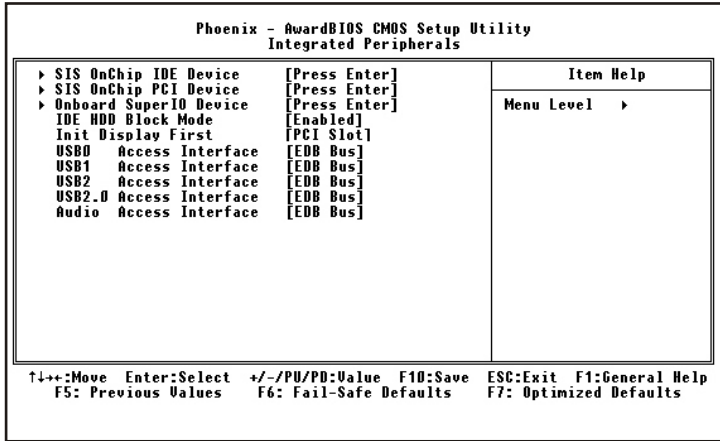 Phoenix - AwardBIOS CMOS Setup Utility
Integrated Peripherals
▸ SIS OnChip IDE Device [Press Enter]
▸ SIS OnChip PCI Device [Press Enter]
▸ Onboard SuperIO Device [Press Enter]
IDE HDD Block Mode [Enabled]
Init Display First [PCI Slot]
USB0 Access Interface [EDB Bus]
USB1 Access Interface [EDB Bus]
USB2 Access Interface [EDB Bus]
USB2.0 Access Interface [EDB Bus]
Audio Access Interface [EDB Bus]
Item Help
Menu Level ▸
↑↓→←:Move Enter:Select +/-/PU/PD:Value F10:Save ESC:Exit F1:General Help
F5: Previous Values F6: Fail-Safe Defaults F7: Optimized Defaults